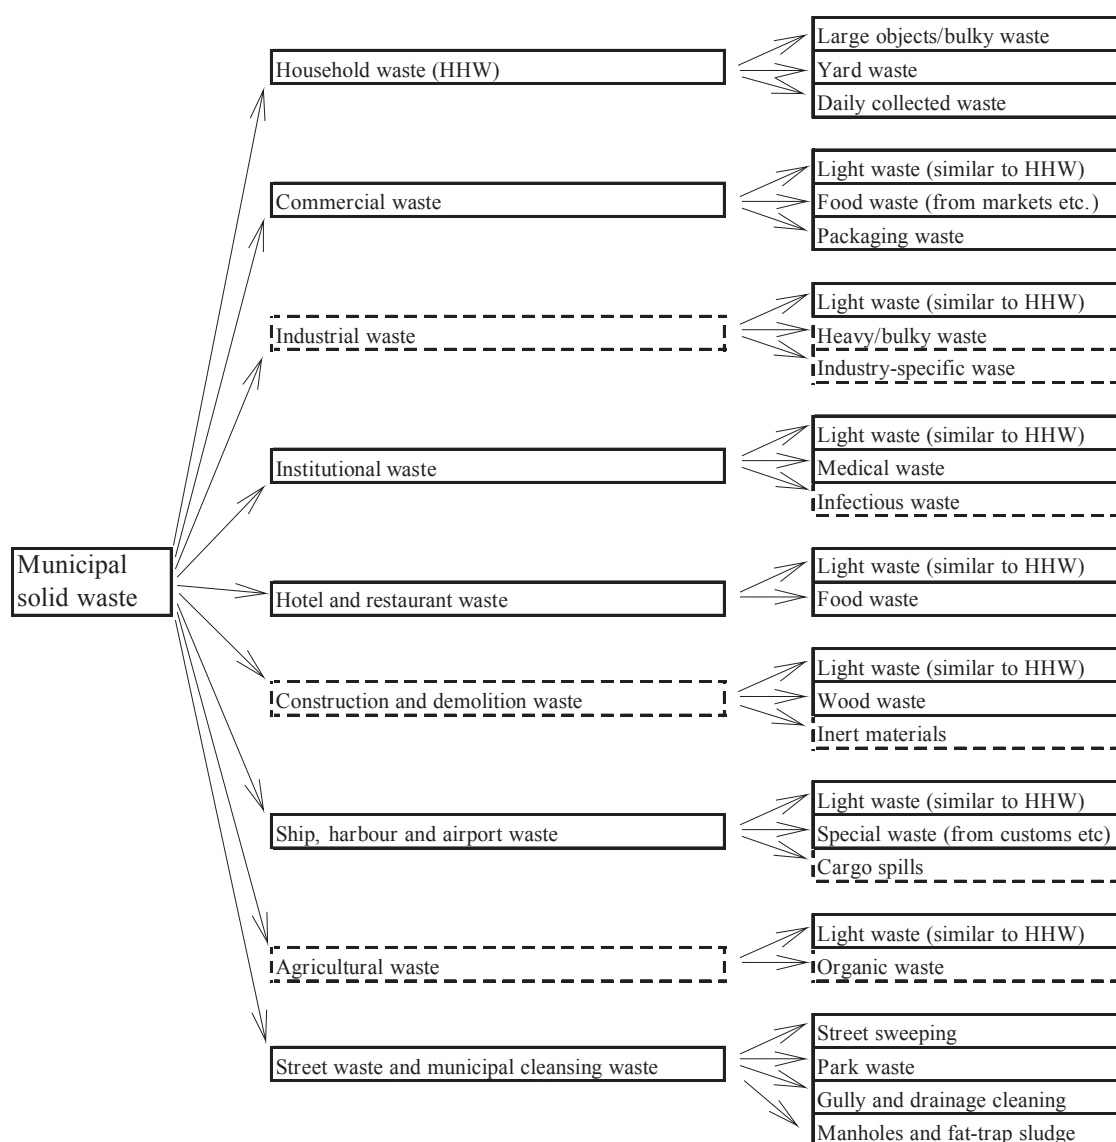 Municipal
solid waste
Household waste (HHW)
Large objects/bulky waste
Yard waste
Daily collected waste
Commercial waste
Light waste (similar to HHW)
Food waste (from markets etc.)
Packaging waste
Industrial waste
Light waste (similar to HHW)
Heavy/bulky waste
Industry-specific wase
Institutional waste
Light waste (similar to HHW)
Medical waste
Infectious waste
Hotel and restaurant waste
Light waste (similar to HHW)
Food waste
Construction and demolition waste
Light waste (similar to HHW)
Wood waste
Inert materials
Ship, harbour and airport waste
Light waste (similar to HHW)
Special waste (from customs etc)
Cargo spills
Agricultural waste
Light waste (similar to HHW)
Organic waste
Street waste and municipal cleansing waste
Street sweeping
Park waste
Gully and drainage cleaning
Manholes and fat-trap sludge